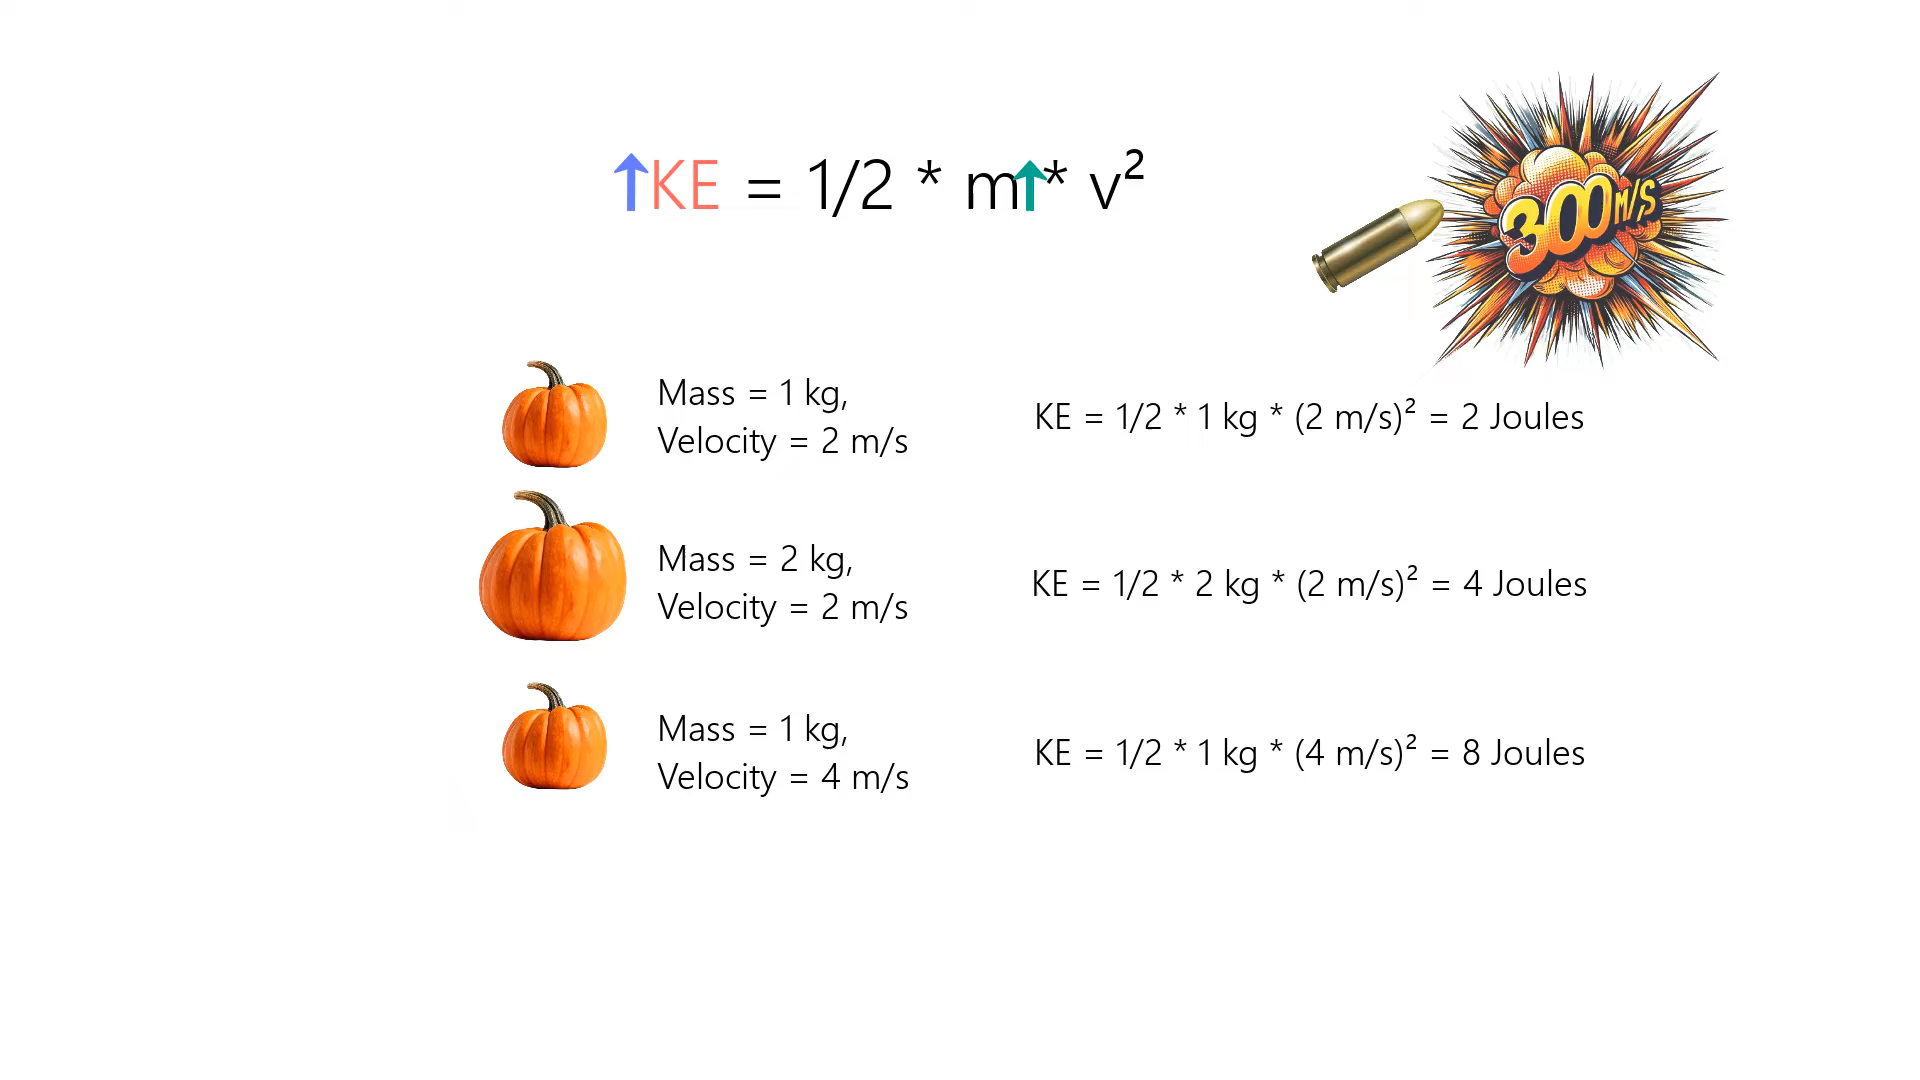 ↑KE = 1/2 * m↑* v²
300M/S
Mass = 1 kg,
Velocity = 2 m/s
KE = 1/2 * 1 kg * (2 m/s)² = 2 Joules
Mass = 2 kg,
Velocity = 2 m/s
KE = 1/2 * 2 kg * (2 m/s)² = 4 Joules
Mass = 1 kg,
Velocity = 4 m/s
KE = 1/2 * 1 kg * (4 m/s)² = 8 Joules